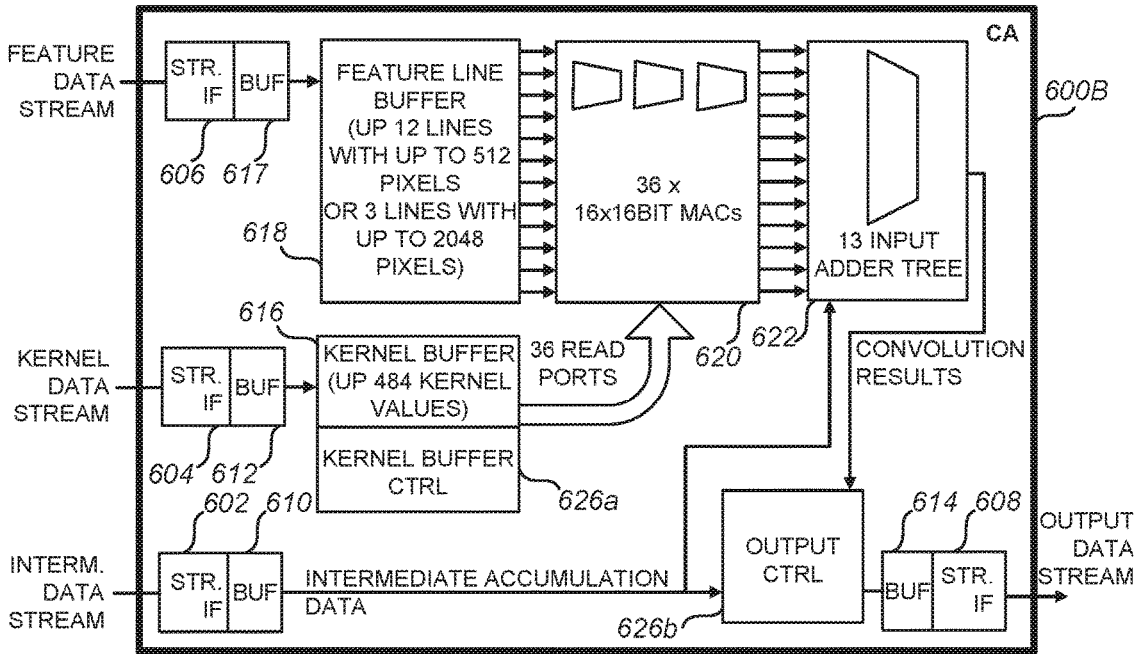 CA
600B
FEATURE
DATA
STREAM
STR.
IF
BUF
606
617
FEATURE LINE
BUFFER
(UP 12 LINES
WITH UP TO 512
PIXELS
OR 3 LINES WITH
UP TO 2048
PIXELS)
618
36 x
16x16BIT MACs
620
13 INPUT
ADDER TREE
622
616
KERNEL
DATA
STREAM
STR.
IF
BUF
604
612
KERNEL BUFFER
(UP 484 KERNEL
VALUES)
KERNEL BUFFER
CTRL
626a
36 READ
PORTS
CONVOLUTION
RESULTS
602
610
INTERM.
DATA
STREAM
STR.
IF
BUF
INTERMEDIATE ACCUMULATION
DATA
OUTPUT
CTRL
626b
614
608
BUF
STR.
IF
OUTPUT
DATA
STREAM